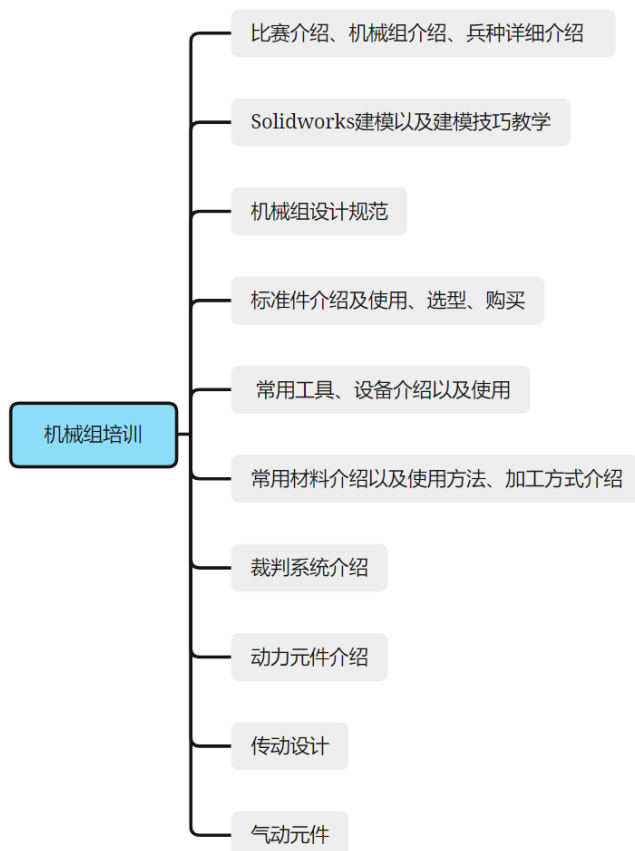 比赛介绍、机械组介绍、兵种详细介绍
Solidworks建模以及建模技巧教学
机械组设计规范
标准件介绍及使用、选型、购买
常用工具、设备介绍以及使用
机械组培训
常用材料介绍以及使用方法、加工方式介绍
裁判系统介绍
动力元件介绍
传动设计
气动元件